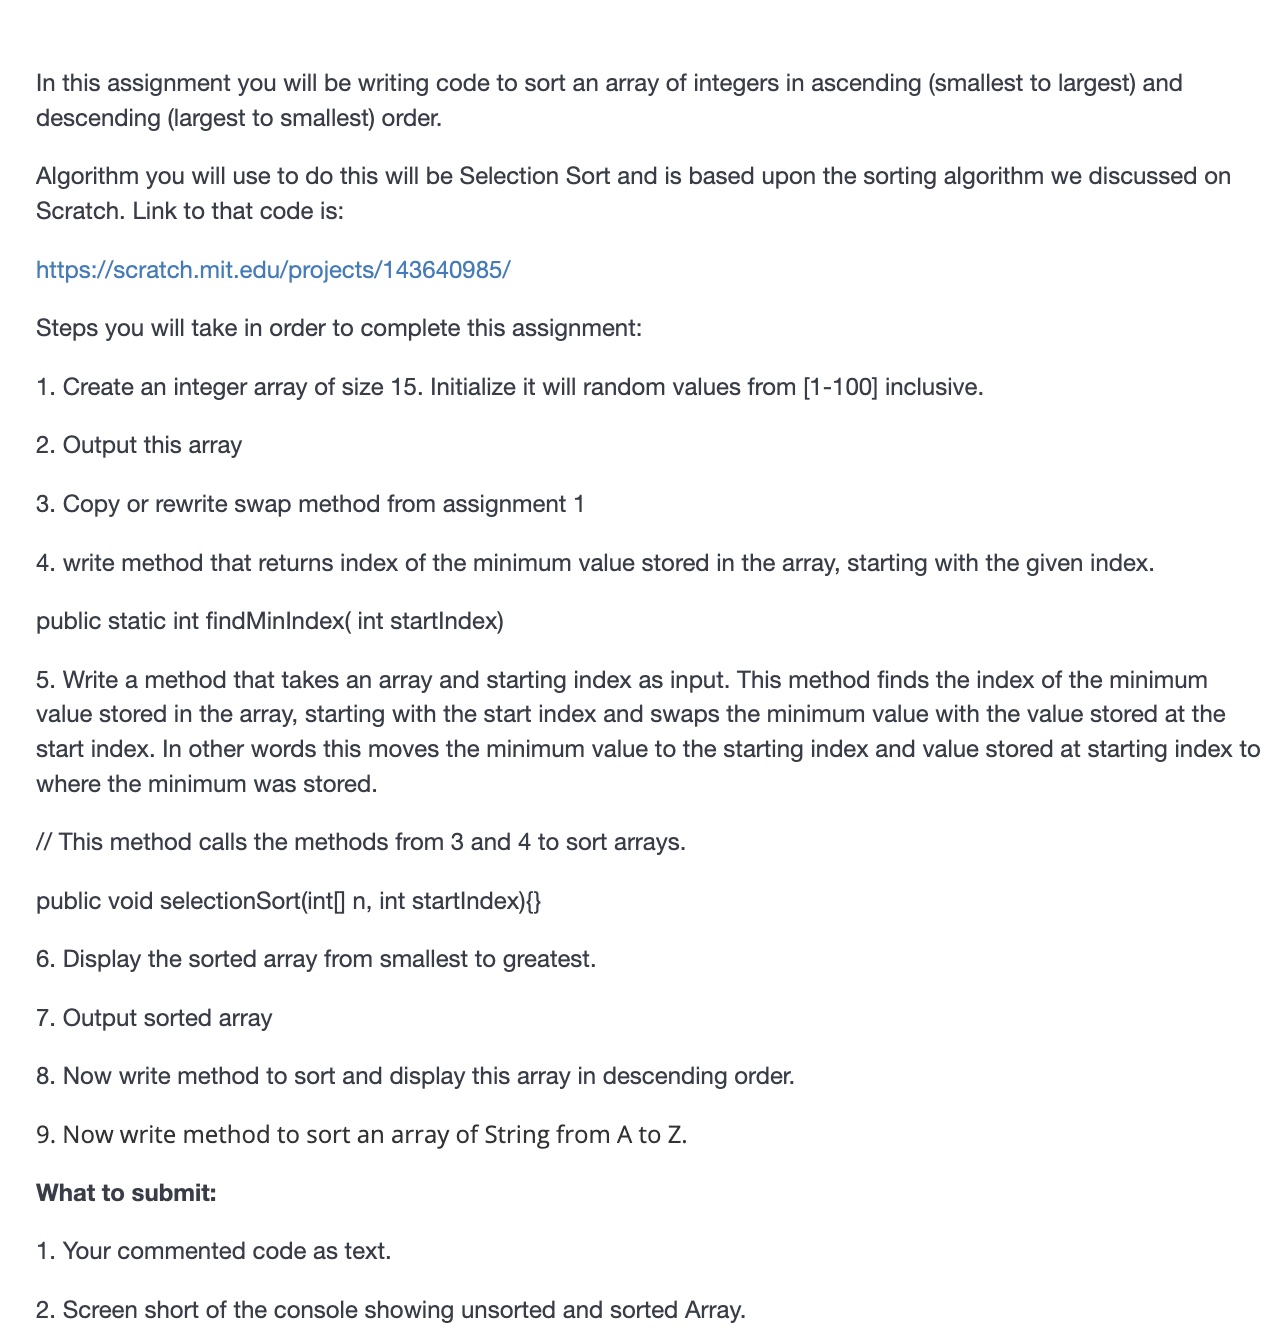 In this assignment you will be writing code to sort an array of integers in ascending (smallest to largest) and
descending (largest to smallest) order.
Algorithm you will use to do this will be Selection Sort and is based upon the sorting algorithm we discussed on
Scratch. Link to that code is:
https://scratch.mit.edu/projects/143640985/
Steps you will take in order to complete this assignment:
1. Create an integer array of size 15. Initialize it will random values from [1-100] inclusive.
2. Output this array
3. Copy or rewrite swap method from assignment 1
4. write method that returns index of the minimum value stored in the array, starting with the given index.
public static int findMinIndex( int startIndex)
5. Write a method that takes an array and starting index as input. This method finds the index of the minimum
value stored in the array, starting with the start index and swaps the minimum value with the value stored at the
start index. In other words this moves the minimum value to the starting index and value stored at starting index to
where the minimum was stored.
// This method calls the methods from 3 and 4 to sort arrays.
public void selectionSort(int[] n, int startIndex){}
6. Display the sorted array from smallest to greatest.
7. Output sorted array
8. Now write method to sort and display this array in descending order.
9. Now write method to sort an array of String from A to Z.
What to submit:
1. Your commented code as text.
2. Screen short of the console showing unsorted and sorted Array.